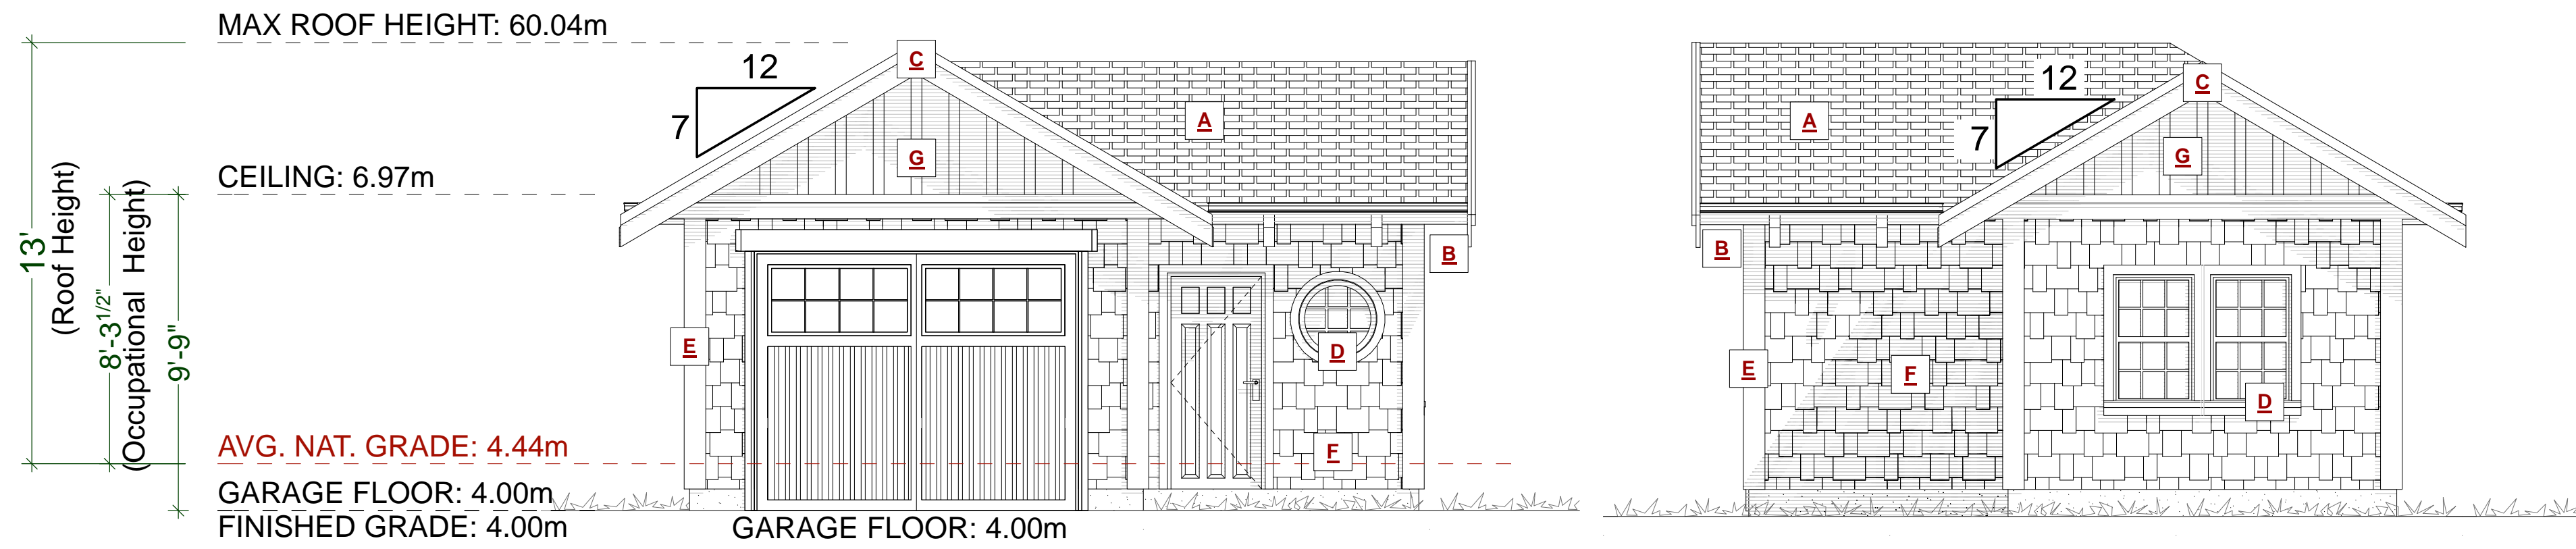 MAX ROOF HEIGHT: 60.04m
12
7
C
A
G
CEILING: 6.97m
13'
(Roof Height)
8'-3 1/2"
(Occupational Height)
9'-9"
B
E
D
F
AVG. NAT. GRADE: 4.44m
GARAGE FLOOR: 4.00m
FINISHED GRADE: 4.00m
GARAGE FLOOR: 4.00m
12
7
C
A
G
B
E
F
D